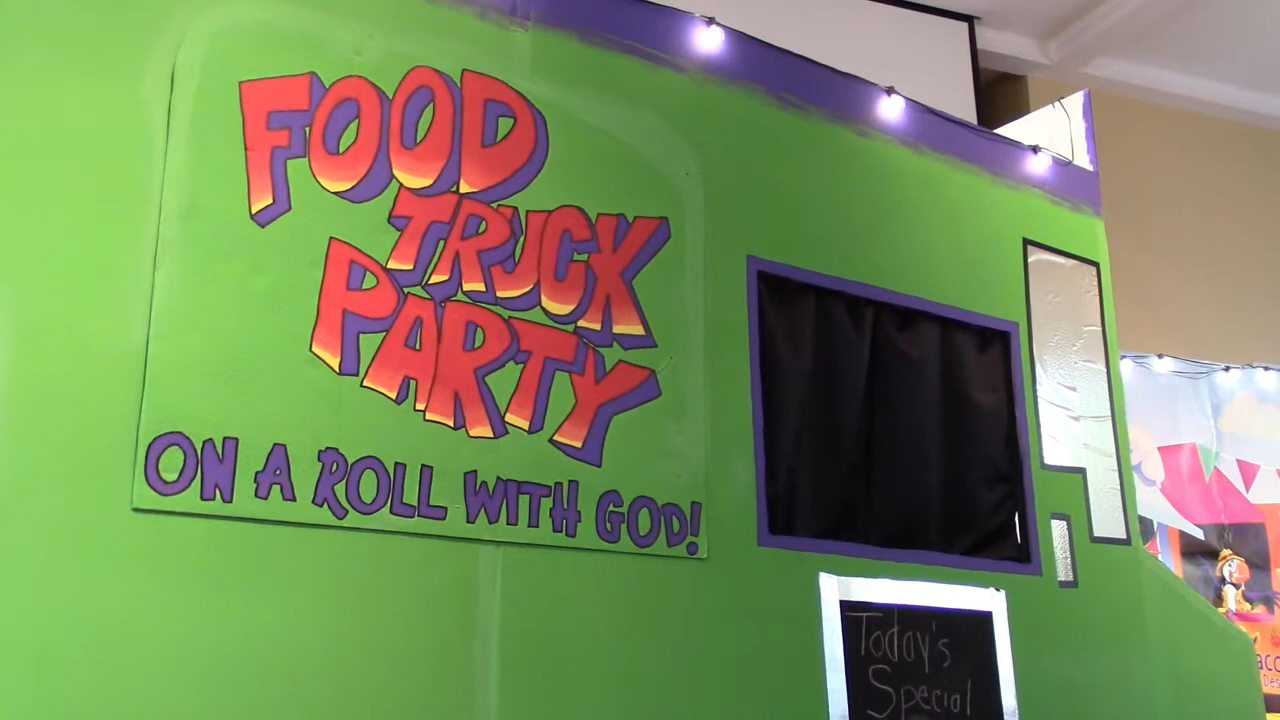 FOOD
TRUCK
PARTY
ON A ROLL WITH GOD!
Today's
Special